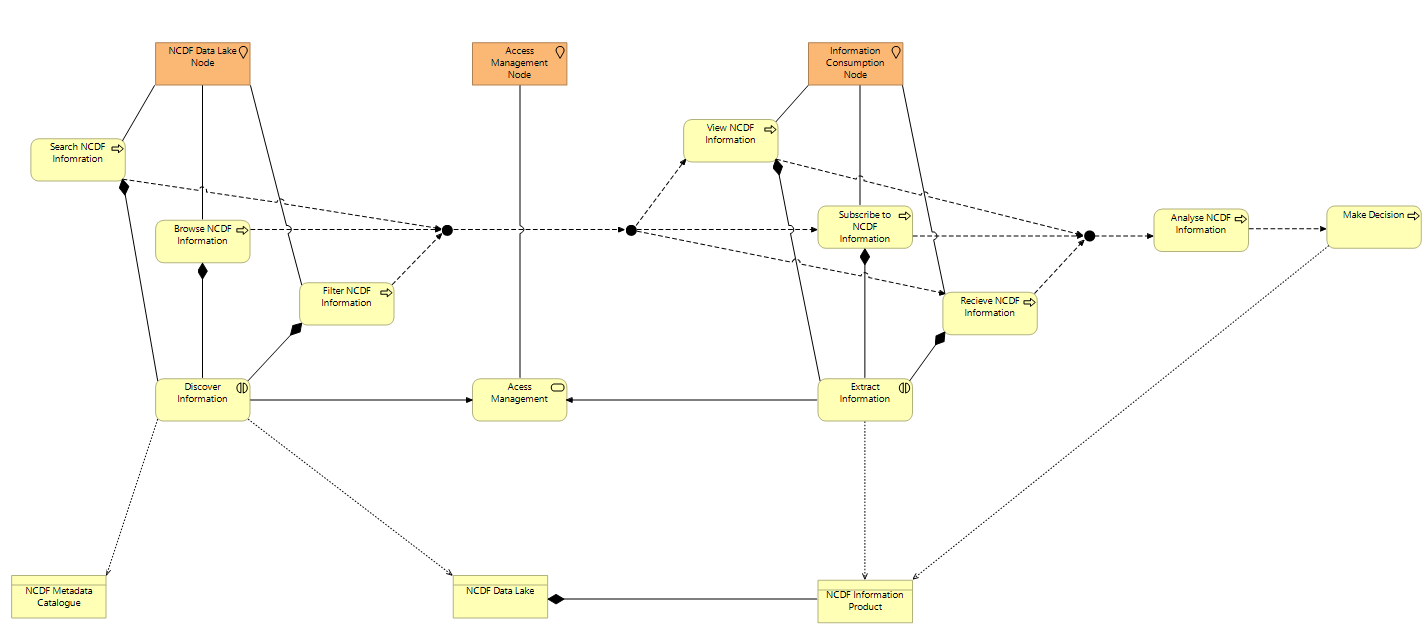 NCDF Data Lake
Node
Access
Management
Node
Information
Consumption
Node
View NCDF
Information
Search NCDF
Infomration
Subscribe to
NCDF
Information
Analyse NCDF
Information
Make Decision
Browse NCDF
Information
Filter NCDF
Information
Recieve NCDF
Information
Discover
Information
Acess
Management
Extract
Information
NCDF Metadata
Catalogue
NCDF Data Lake
NCDF Information
Product